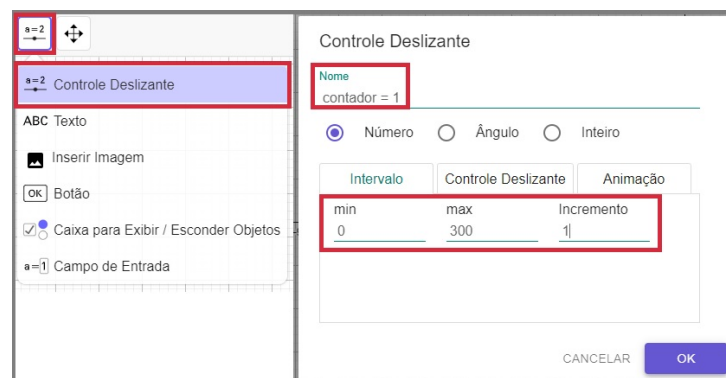 a=2
a=2 Controle Deslizante
ABC Texto
Inserir Imagem
OK Botão
Caixa para Exibir / Esconder Objetos
a=1 Campo de Entrada
Controle Deslizante
Nome
contador = 1
Número Ângulo Inteiro
Intervalo Controle Deslizante Animação
min max Incremento
0 300 1
CANCELAR OK